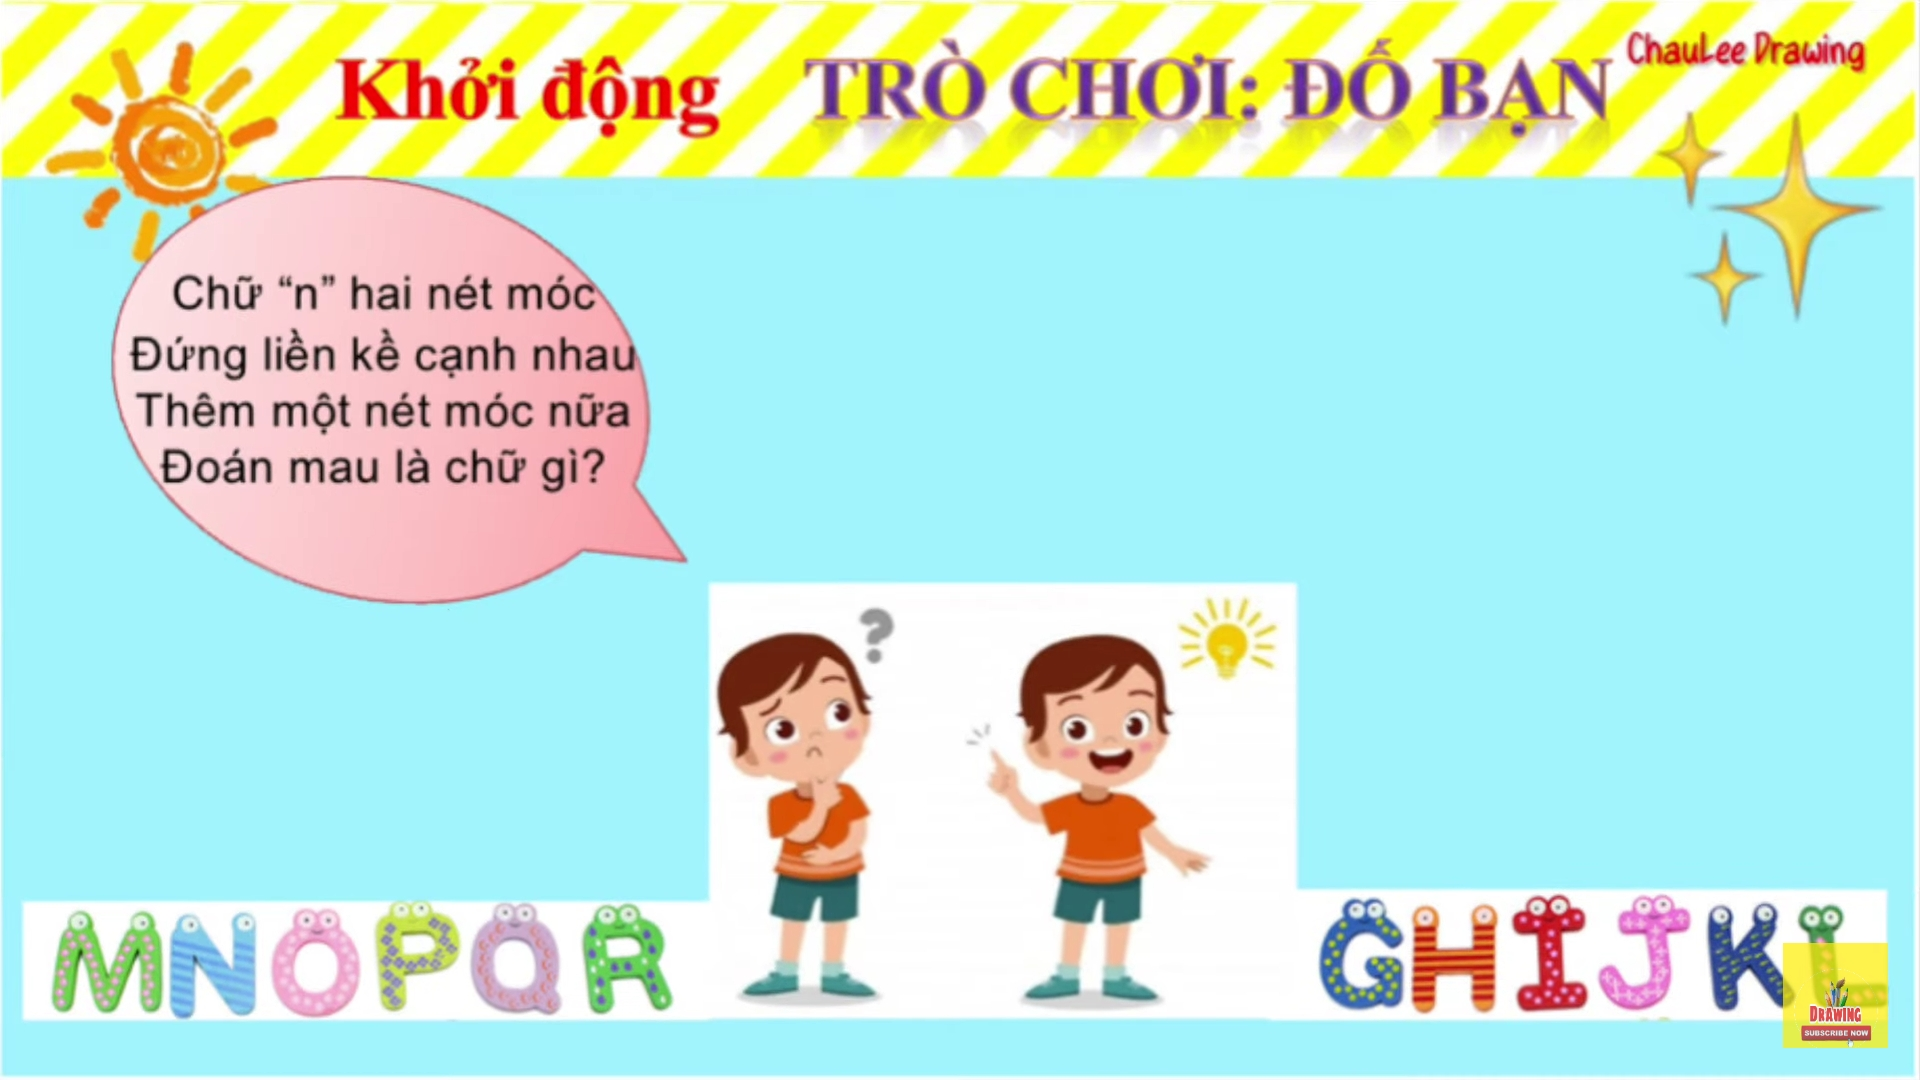 Khởi động TRÒ CHƠI: ĐỐ BẠN
ChauLee Drawing
Chữ “n” hai nét móc
Đứng liền kề cạnh nhau
Thêm một nét móc nữa
Đoán mau là chữ gì?
?
MNOPQR
GHIJKL
DRAWING
SUBSCRIBE NOW